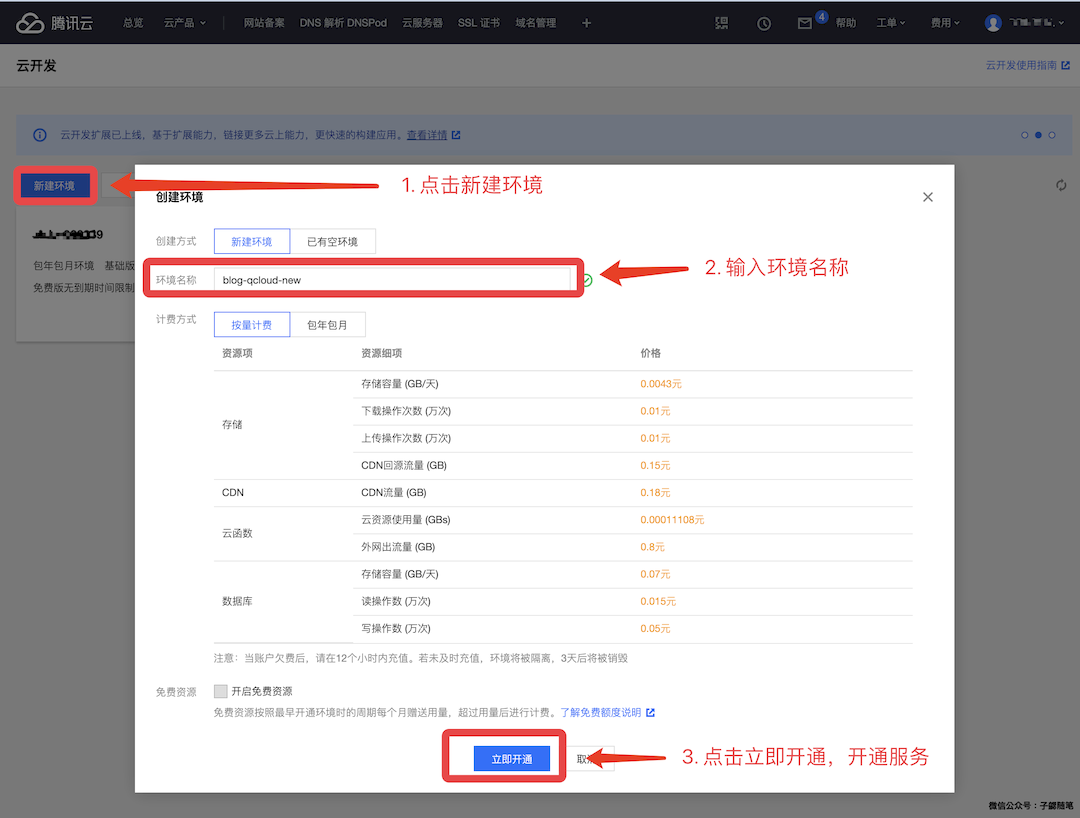 腾讯云 总览 云产品 网站备案 DNS 解析 DNSPod 云服务器 SSL 证书 域名管理 + 4 帮助 工单 费用
云开发 云开发使用指南
云开发扩展已上线，基于扩展能力，链接更多云上能力，更快速的构建应用。查看详情
新建环境
1. 点击新建环境
创建环境
包年包月环境 基础版
免费版无到期时间限制
创建方式 新建环境 已有空环境
环境名称 blog-qcloud-new
2. 输入环境名称
计费方式 按量计费 包年包月
资源项 资源细项 价格
存储
存储容量 (GB/天) 0.0043元
下载操作次数 (万次) 0.01元
上传操作次数 (万次) 0.01元
CDN回源流量 (GB) 0.15元
CDN CDN流量 (GB) 0.18元
云函数
云资源使用量 (GBs) 0.00011108元
外网出流量 (GB) 0.8元
数据库
存储容量 (GB/天) 0.07元
读操作数 (万次) 0.015元
写操作数 (万次) 0.05元
注意：当账户欠费后，请在12个小时内充值。若未及时充值，环境将被隔离，3天后将被销毁
免费资源 开启免费资源
免费资源按照最早开通环境时的周期每个月赠送用量，超过用量后进行计费。了解免费额度说明
立即开通 取
3. 点击立即开通，开通服务
微信公众号：子勰随笔